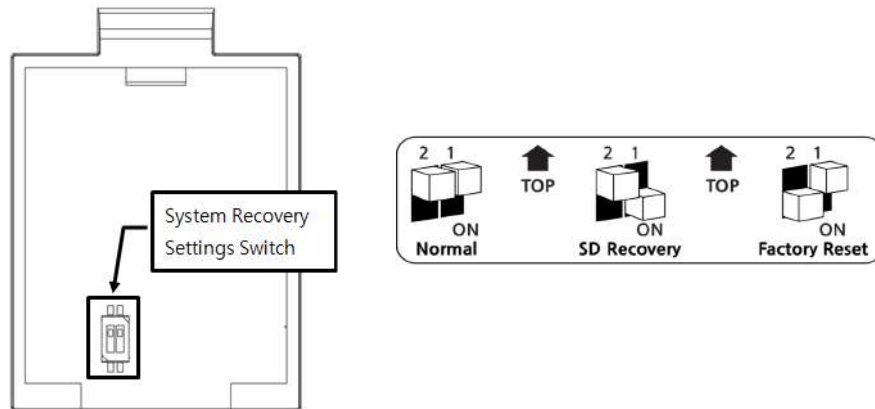 System Recovery
Settings Switch
2 1
TOP
2 1
TOP
2 1
ON
ON
ON
Normal
SD Recovery
Factory Reset